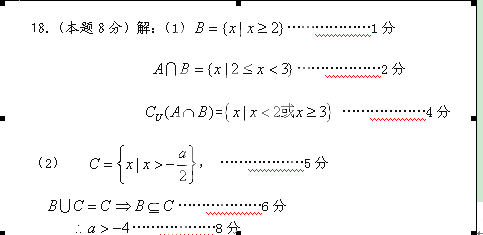 18.（本题8分）解：（1）B = {x | x ≥ 2}⋯⋯⋯⋯⋯⋯1分
A⋂B = {x | 2 ≤ x < 3}⋯⋯⋯⋯⋯⋯2分
C_U(A∩B)={x | x < 2或x ≥ 3} ⋯⋯⋯⋯⋯⋯4分
（2） C = {x | x > -a/2}， ⋯⋯⋯⋯⋯⋯5分
B⋃C = C ⇒ B ⊆ C ⋯⋯⋯⋯⋯⋯6分
∴ a > -4⋯⋯⋯⋯⋯⋯8分